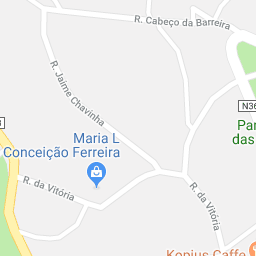 R. Cabeço da Barreira
R. Jaime Chavinha
N36
Maria L
Conceição Ferreira
Par
das
R. da Vitória
R. da Vitória
Kopius Caffe